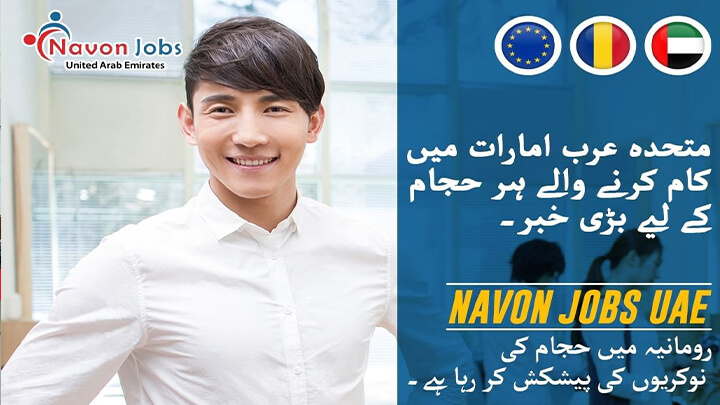 Navon Jobs
United Arab Emirates
متحدہ عرب امارات میں
کام کرنے والے ہر حجام
کے لیے بڑی خبر۔
NAVON JOBS UAE
رومانیہ میں حجام کی
نوکریوں کی پیشکش کر رہا ہے ۔